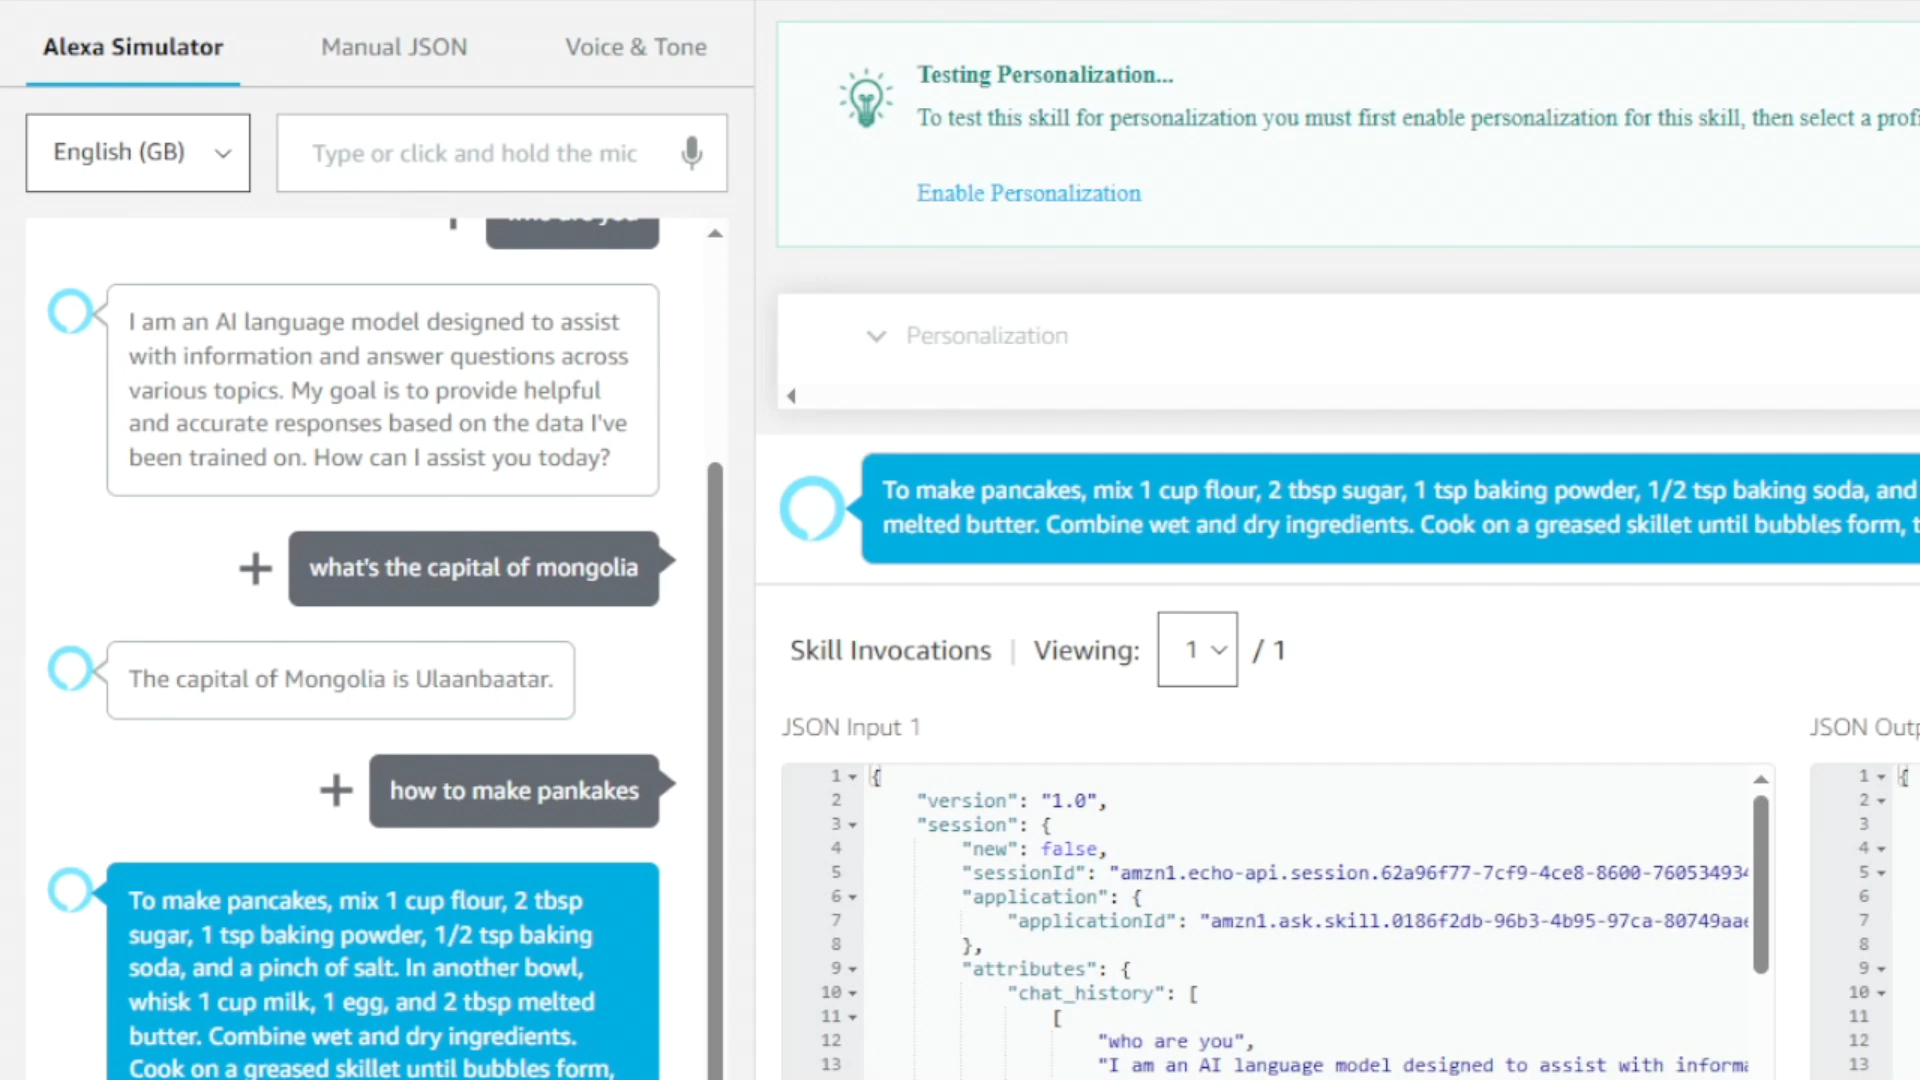 Alexa Simulator
Manual JSON
Voice & Tone
English (GB)
Type or click and hold the mic
I am an AI language model designed to assist
with information and answer questions across
various topics. My goal is to provide helpful
and accurate responses based on the data I've
been trained on. How can I assist you today?
what's the capital of mongolia
The capital of Mongolia is Ulaanbaatar.
how to make pankakes
To make pancakes, mix 1 cup flour, 2 tbsp
sugar, 1 tsp baking powder, 1/2 tsp baking
soda, and a pinch of salt. In another bowl,
whisk 1 cup milk, 1 egg, and 2 tbsp melted
butter. Combine wet and dry ingredients.
Cook on a greased skillet until bubbles form,
Testing Personalization...
To test this skill for personalization you must first enable personalization for this skill, then select a
Enable Personalization
Personalization
To make pancakes, mix 1 cup flour, 2 tbsp sugar, 1 tsp baking powder, 1/2 tsp baking soda, and
melted butter. Combine wet and dry ingredients. Cook on a greased skillet until bubbles form,
Skill Invocations | Viewing: 1 / 1
JSON Input 1
1 {
2 "version": "1.0",
3 "session": {
4 "new": false,
5 "sessionId": "amzn1.echo-api.session.62a96f77-7cf9-4ce8-8600-760534934
6 "application": {
7 "applicationId": "amzn1.ask.skill.0186f2db-96b3-4b95-97ca-80749aae
8 },
9 "attributes": {
10 "chat_history": [
11 [
12 "who are you",
13 "I am an AI language model designed to assist with informa
JSON
1 {
2
3
4
5
6
7
8
9
10
11
12
13